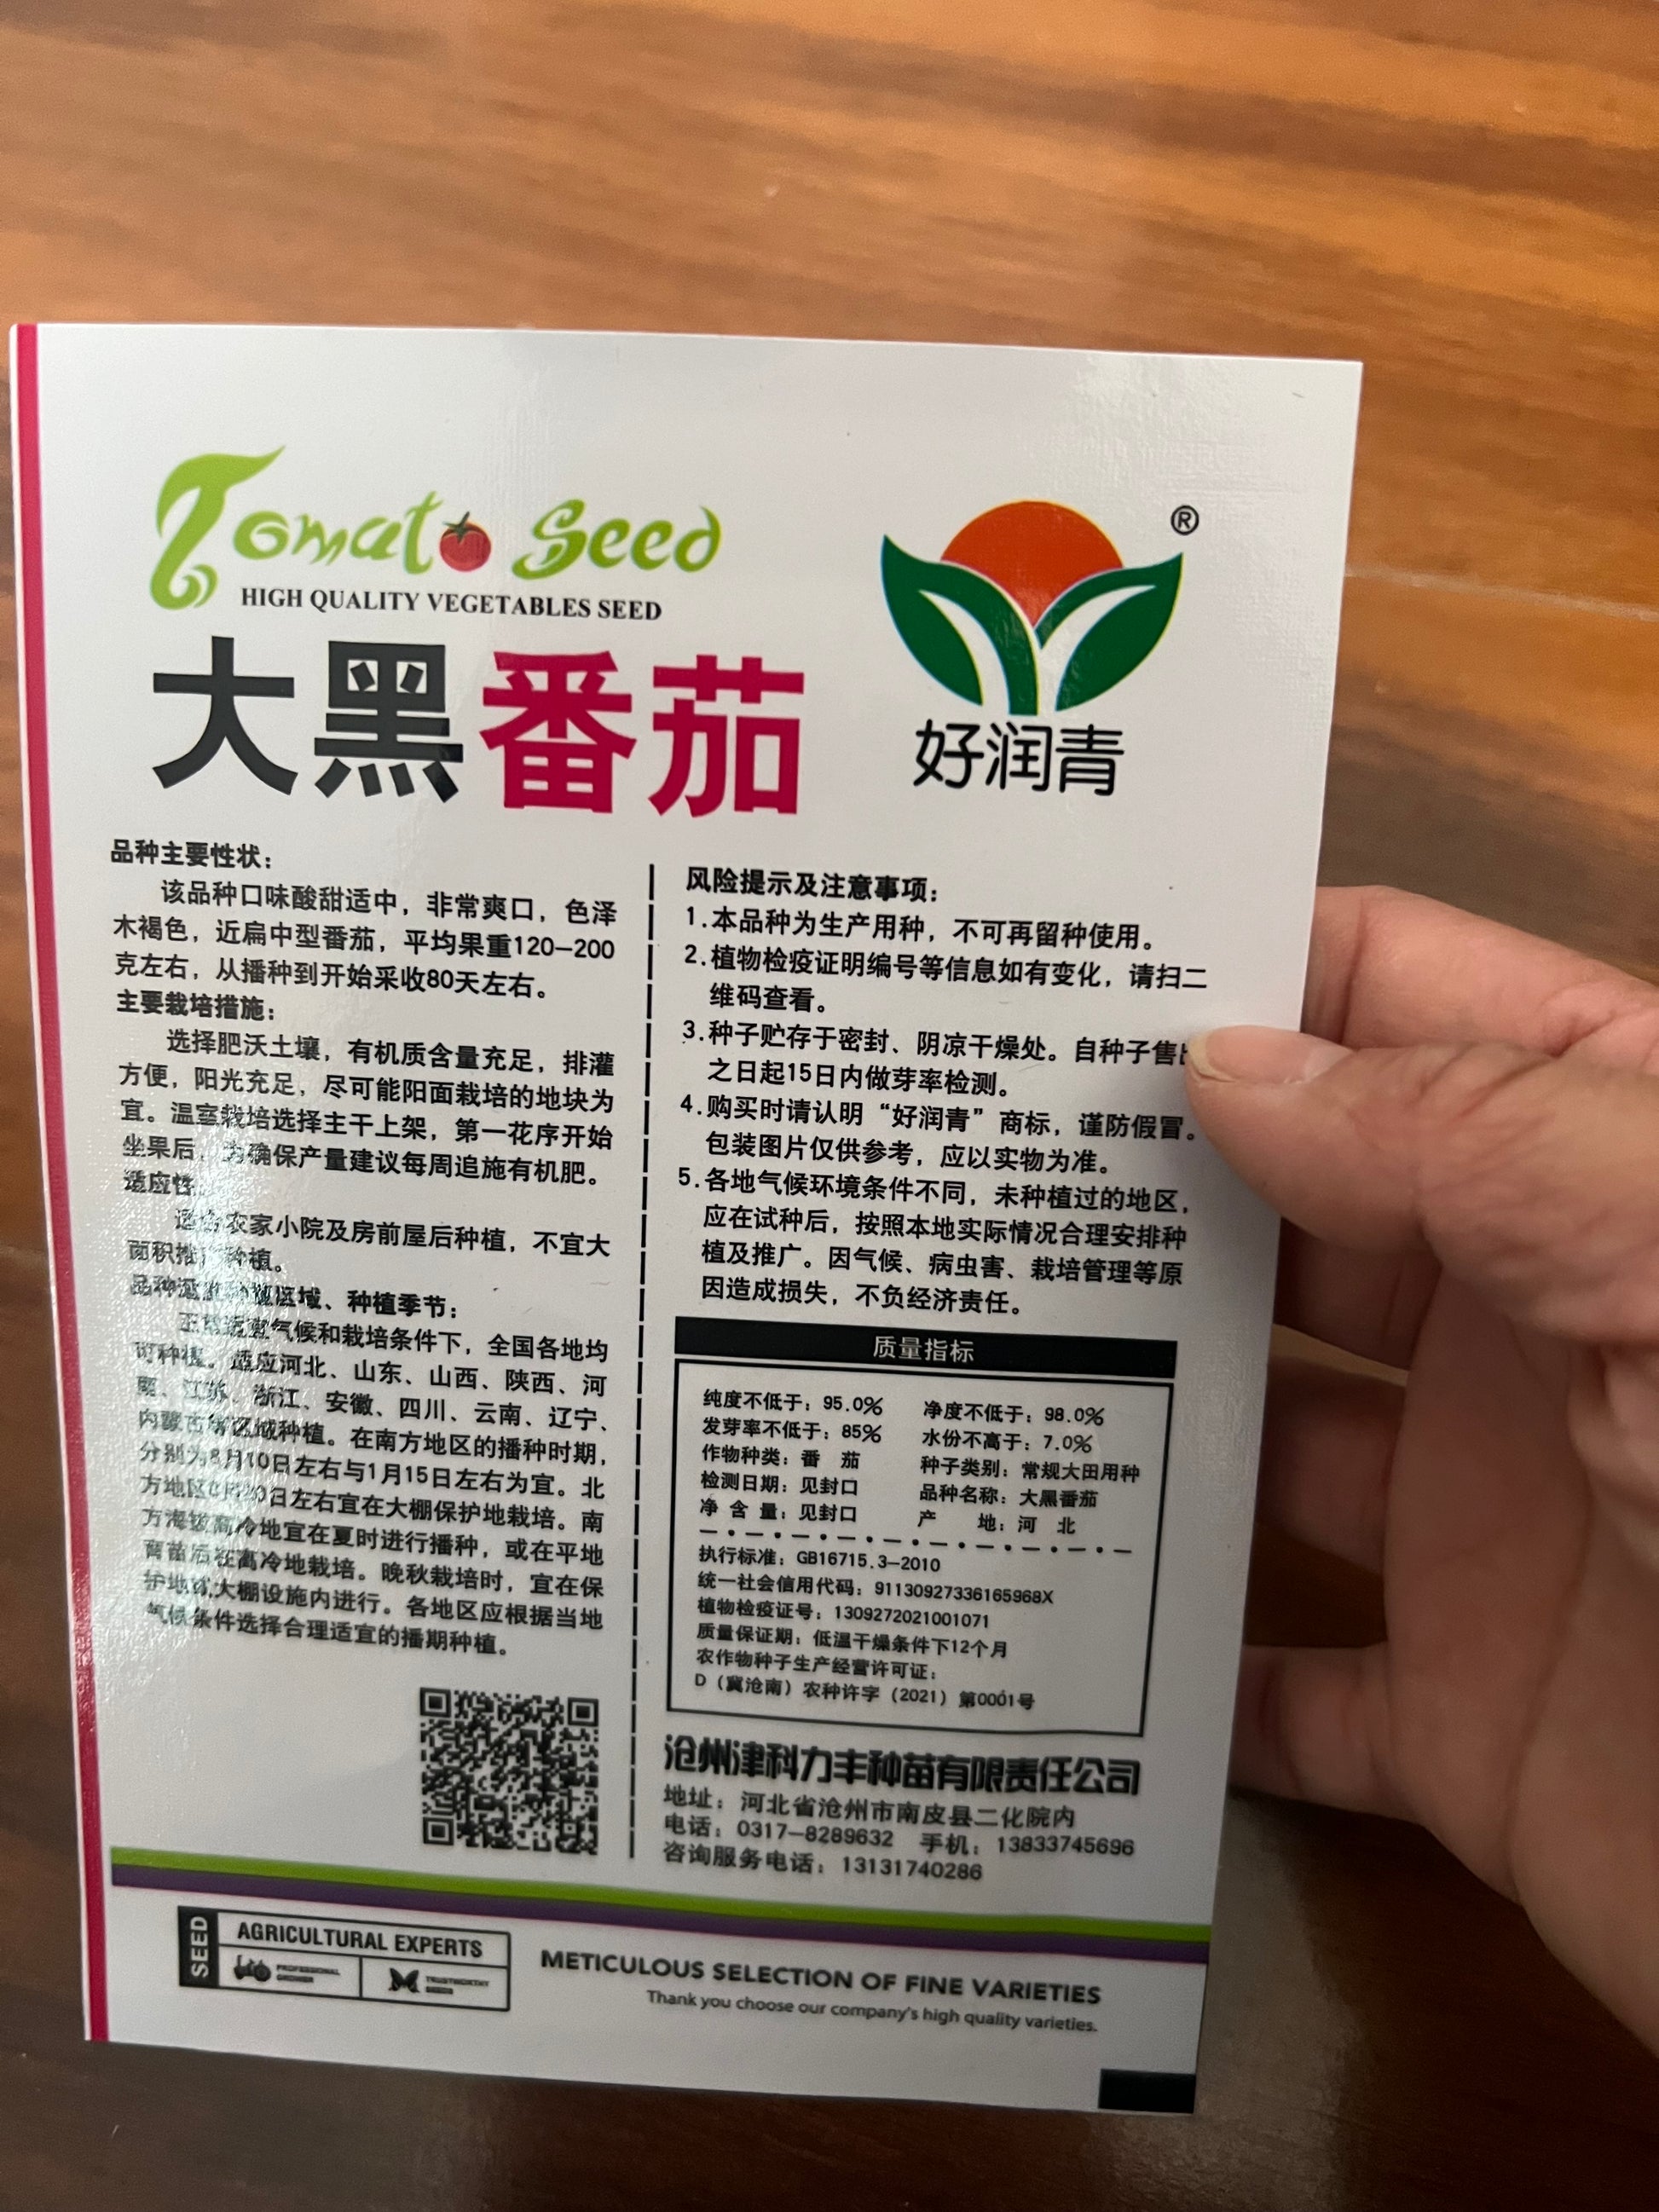 Tomato Seed
HIGH QUALITY VEGETABLES SEED
大黑番茄
®
好润青
品种主要性状：
该品种口味酸甜适中，非常爽口，色泽
木褐色，近扁中型番茄，平均果重120—200
克左右，从播种到开始采收80天左右。
主要栽培措施：
选择肥沃土壤，有机质含量充足，排灌
方便，阳光充足，尽可能阳面栽培的地块为
宜。温室栽培选择主干上架，第一花序开始
坐果后，为确保产量建议每周追施有机肥。
适应性
适合农家小院及房前屋后种植，不宜大
面积推广种植。
品种适宜种植区域、种植季节：
正常适宜气候和栽培条件下，全国各地均
可种植。适应河北、山东、山西、陕西、河
南、江苏、浙江、安徽、四川、云南、辽宁、
内蒙古等区域种植。在南方地区的播种时期，
分别为8月10日左右与1月15日左右为宜。北
方地区 日左右宜在大棚保护地栽培。南
方海拔高冷地宜在夏时进行播种，或在平地
育苗后在高冷地栽培。晚秋栽培时，宜在保
护地或大棚设施内进行。各地区应根据当地
气候条件选择合理适宜的播期种植。
风险提示及注意事项：
1.本品种为生产用种，不可再留种使用。
2.植物检疫证明编号等信息如有变化，请扫二
维码查看。
3.种子贮存于密封、阴凉干燥处。自种子售
之日起15日内做芽率检测。
4.购买时请认明“好润青”商标，谨防假冒。
包装图片仅供参考，应以实物为准。
5.各地气候环境条件不同，未种植过的地区，
应在试种后，按照本地实际情况合理安排种
植及推广。因气候、病虫害、栽培管理等原
因造成损失，不负经济责任。
质量指标
纯度不低于：95.0% 净度不低于：98.0%
发芽率不低于：85% 水份不高于：7.0%
作物种类：番 茄 种子类别：常规大田用种
检测日期：见封口 品种名称：大黑番茄
净 含 量：见封口 产 地：河 北
执行标准：GB16715.3—2010
统一社会信用代码：91130927336165968X
植物检疫证号：1309272021001071
质量保证期：低温干燥条件下12个月
农作物种子生产经营许可证：
D（冀沧南）农种许字（2021）第0001号
沧州津科力丰种苗有限责任公司
地址：河北省沧州市南皮县二化院内
电话：0317—8289632 手机：13833745696
咨询服务电话：13131740286
SEED
AGRICULTURAL EXPERTS
PROFESSIONAL
GROWER
TRUSTWORTHY
METICULOUS SELECTION OF FINE VARIETIES
Thank you choose our company's high quality varieties.